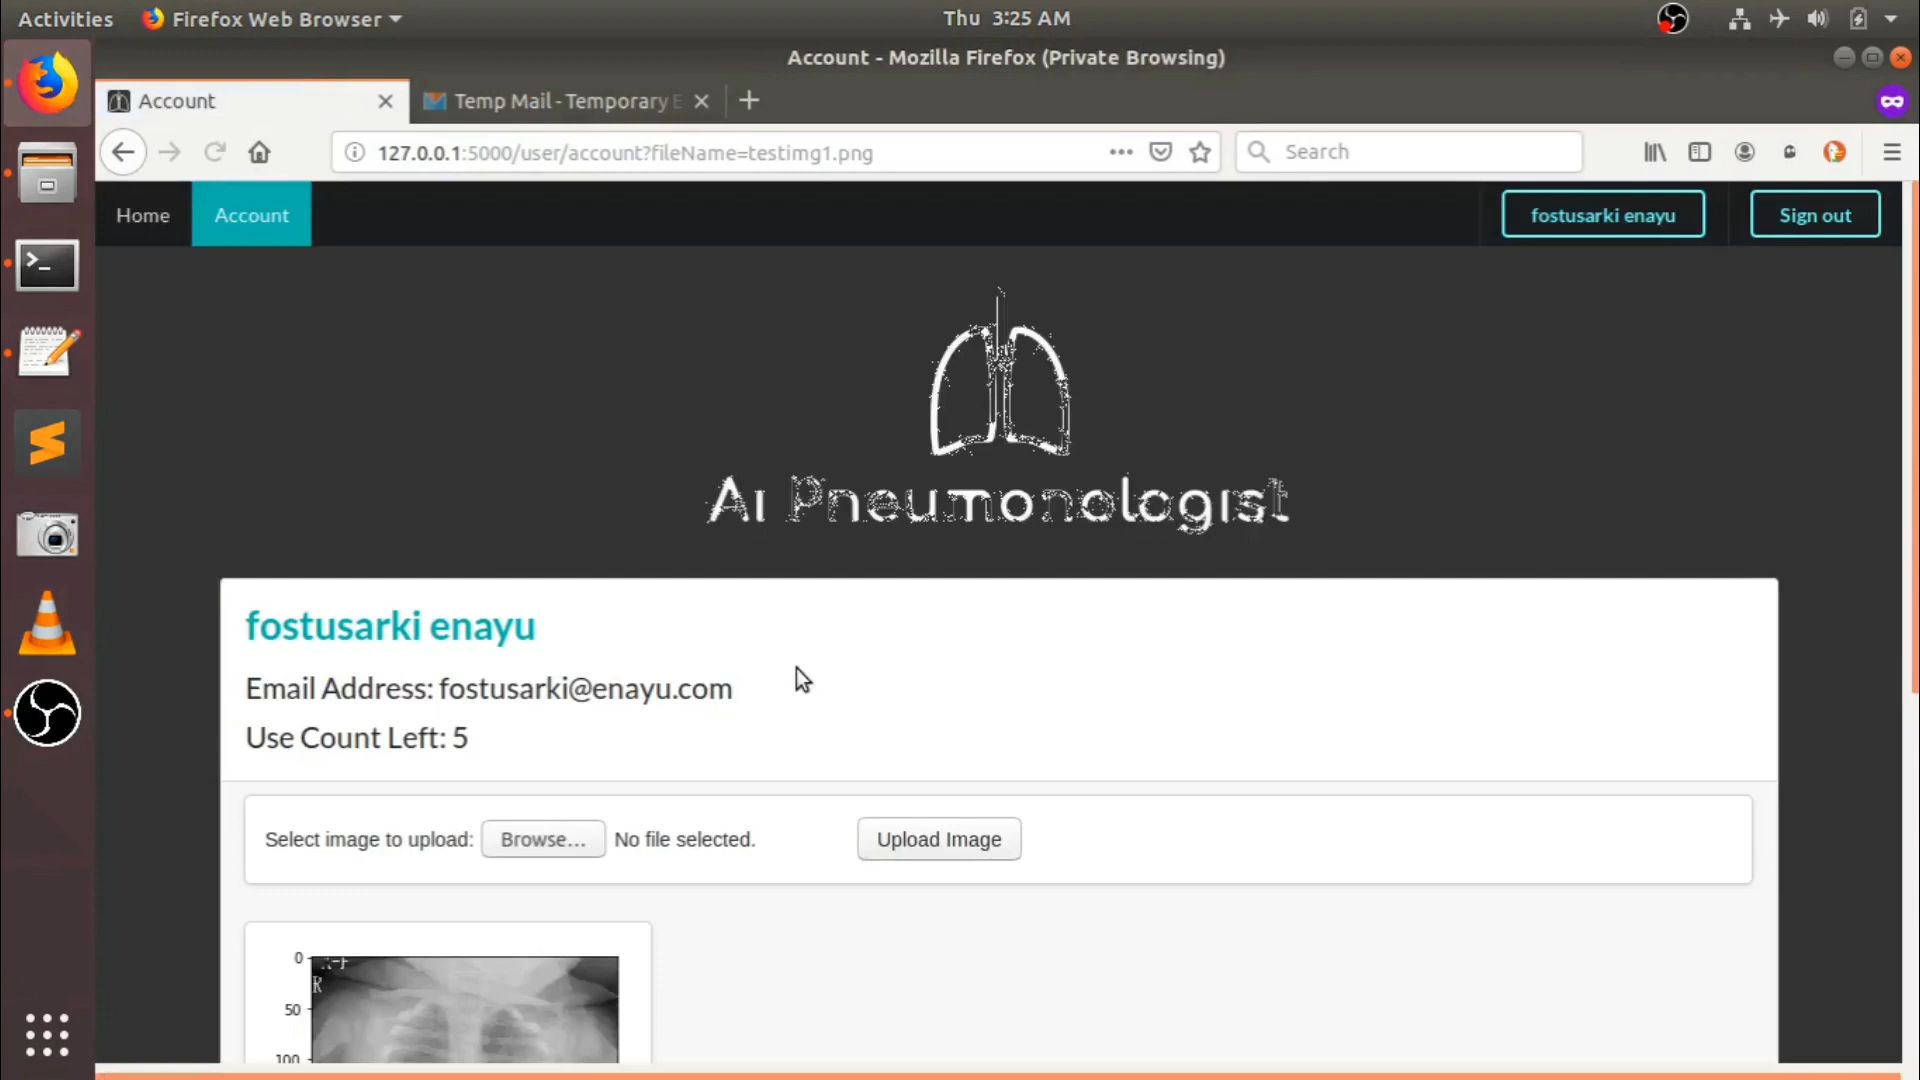 Activities
Firefox Web Browser
Thu 3:25 AM
Account - Mozilla Firefox (Private Browsing)
Account
Temp Mail - Temporary E
127.0.0.1:5000/user/account?fileName=testimg1.png
Search
Home
Account
fostusarki enayu
Sign out
Ai Pneumonologist
fostusarki enayu
Email Address: fostusarki@enayu.com
Use Count Left: 5
Select image to upload:
Browse...
No file selected.
Upload Image
0
R
50
100